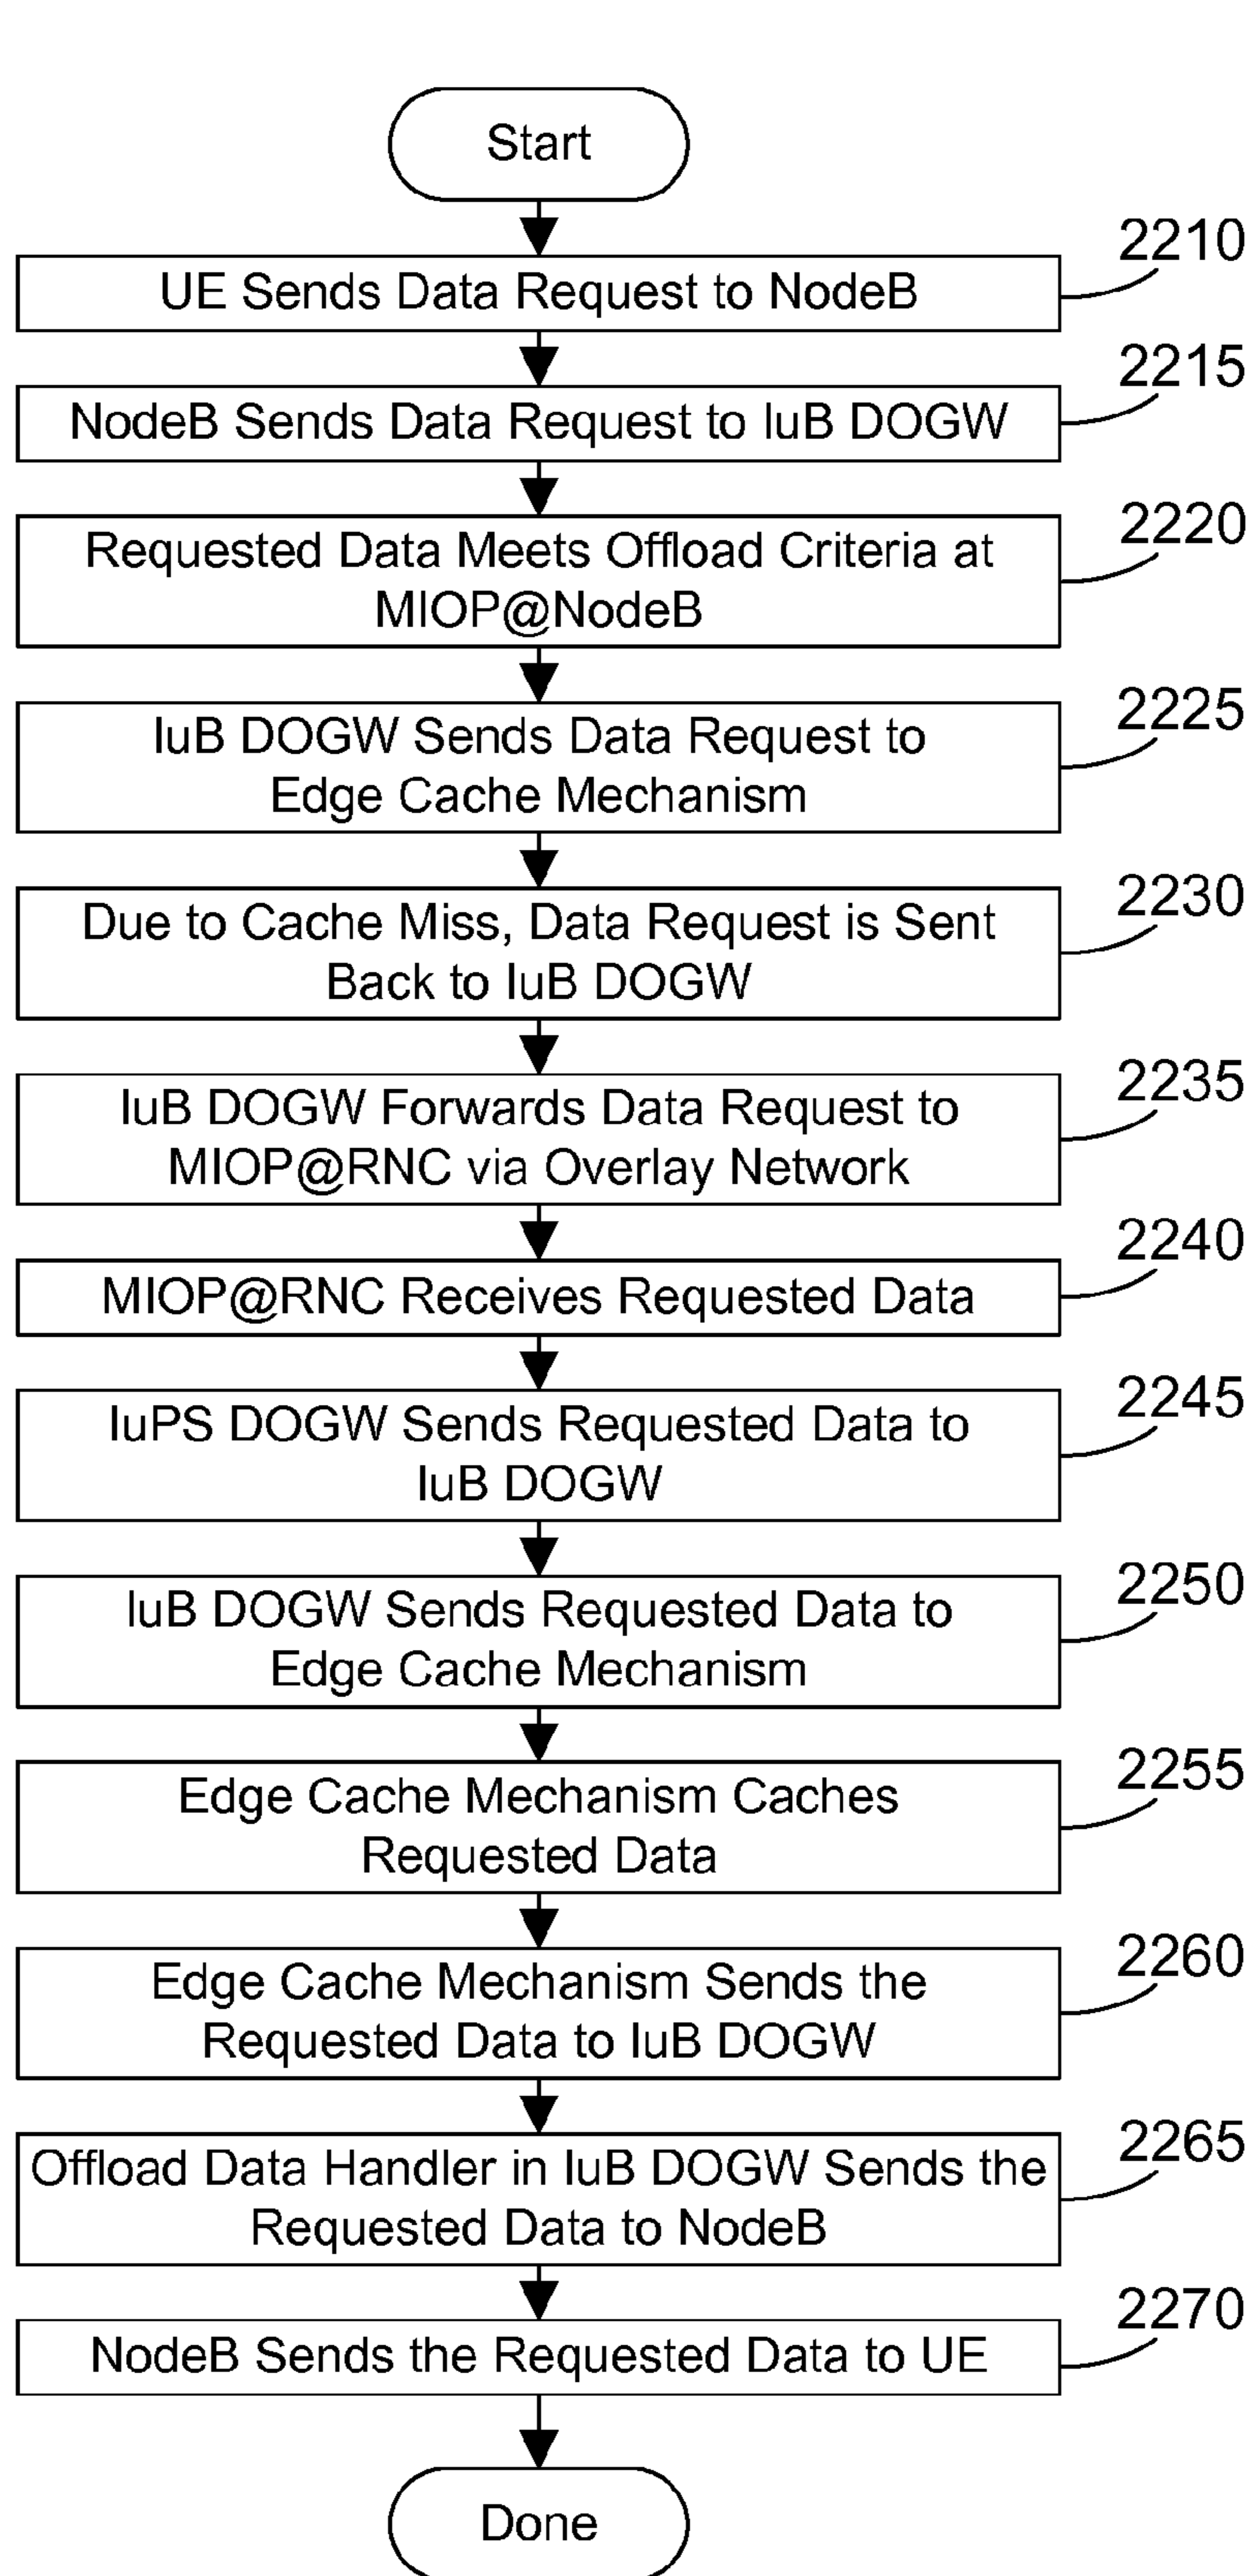 Start
2210
UE Sends Data Request to NodeB
2215
NodeB Sends Data Request to IuB DOGW
2220
Requested Data Meets Offload Criteria at
MIOP@NodeB
2225
IuB DOGW Sends Data Request to
Edge Cache Mechanism
2230
Due to Cache Miss, Data Request is Sent
Back to IuB DOGW
2235
IuB DOGW Forwards Data Request to
MIOP@RNC via Overlay Network
2240
MIOP@RNC Receives Requested Data
2245
IuPS DOGW Sends Requested Data to
IuB DOGW
2250
IuB DOGW Sends Requested Data to
Edge Cache Mechanism
2255
Edge Cache Mechanism Caches
Requested Data
2260
Edge Cache Mechanism Sends the
Requested Data to IuB DOGW
2265
Offload Data Handler in IuB DOGW Sends the
Requested Data to NodeB
2270
NodeB Sends the Requested Data to UE
Done